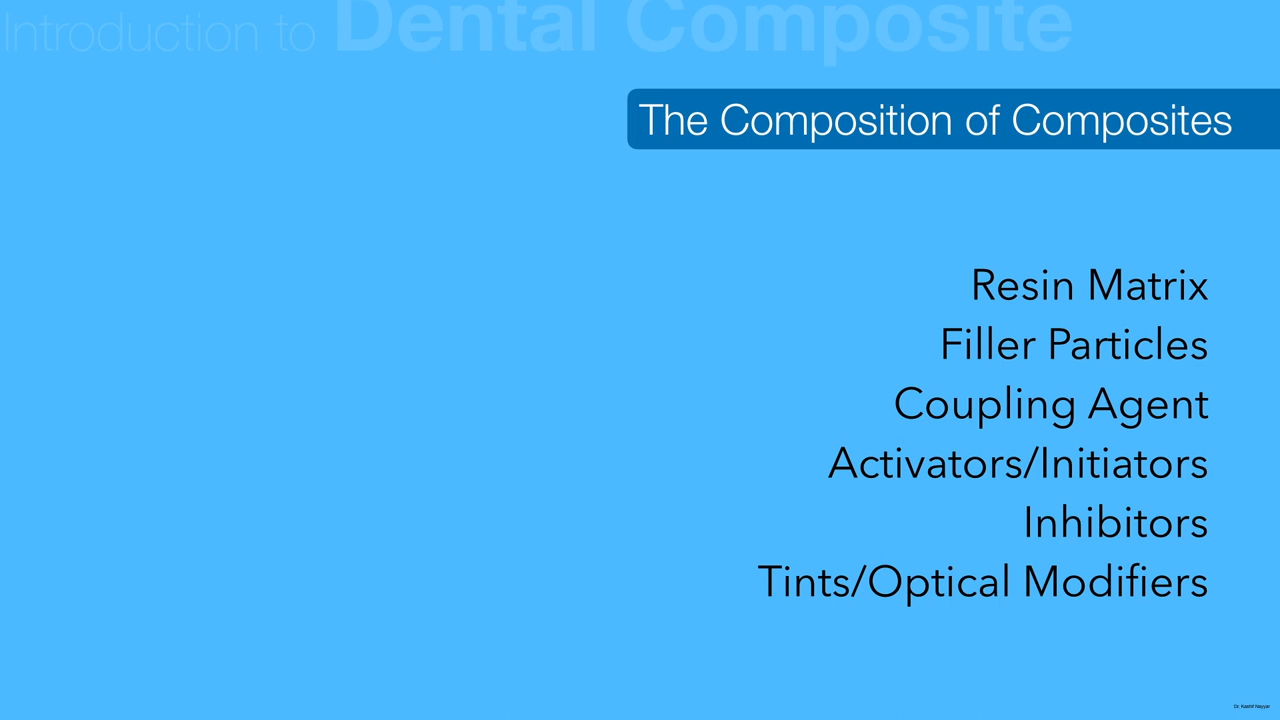 Introduction to Dental Composite
The Composition of Composites
Resin Matrix
Filler Particles
Coupling Agent
Activators/Initiators
Inhibitors
Tints/Optical Modifiers
Dr. Nashif Nayyar